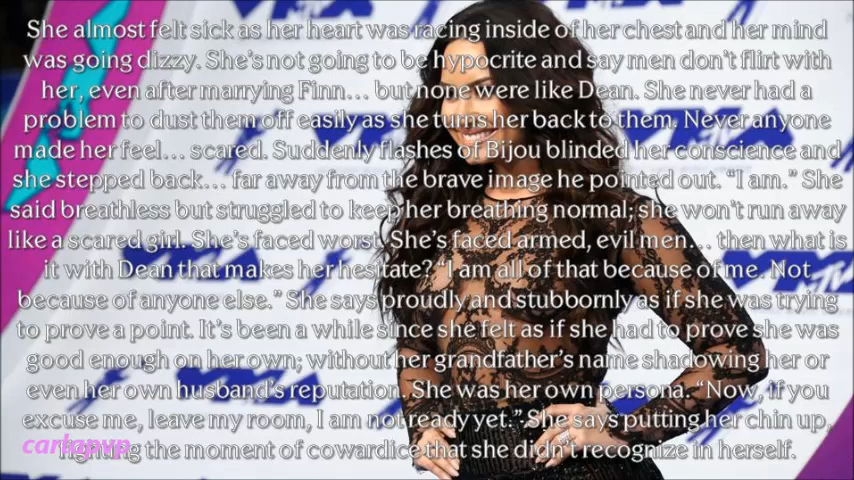 She almost felt sick as her heart was racing inside of her chest and her mind
was going dizzy. She's not going to be hypocrite and say men don't flirt with
her, even after marrying Finn... but none were like Dean. She never had a
problem to dust them off easily as she turns her back to them. Never anyone
made her feel... scared. Suddenly flashes of Bijou blinded her conscience and
she stepped back... far away from the brave image he pointed out. "I am." She
said breathless but struggled to keep her breathing normal; she won't run away
like a scared girl. She's faced worst. She's faced armed, evil men... then what is
it with Dean that makes her hesitate? "I am all of that because of me. Not
because of anyone else." She says proudly and stubbornly as if she was trying
to prove a point. It's been a while since she felt as if she had to prove she was
good enough on her own; without her grandfather's name shadowing her or
even her own husband's reputation. She was her own persona. "Now, if you
excuse me, leave my room, I am not ready yet." She says putting her chin up,
fighting the moment of cowardice that she didn't recognize in herself.
carlapvp